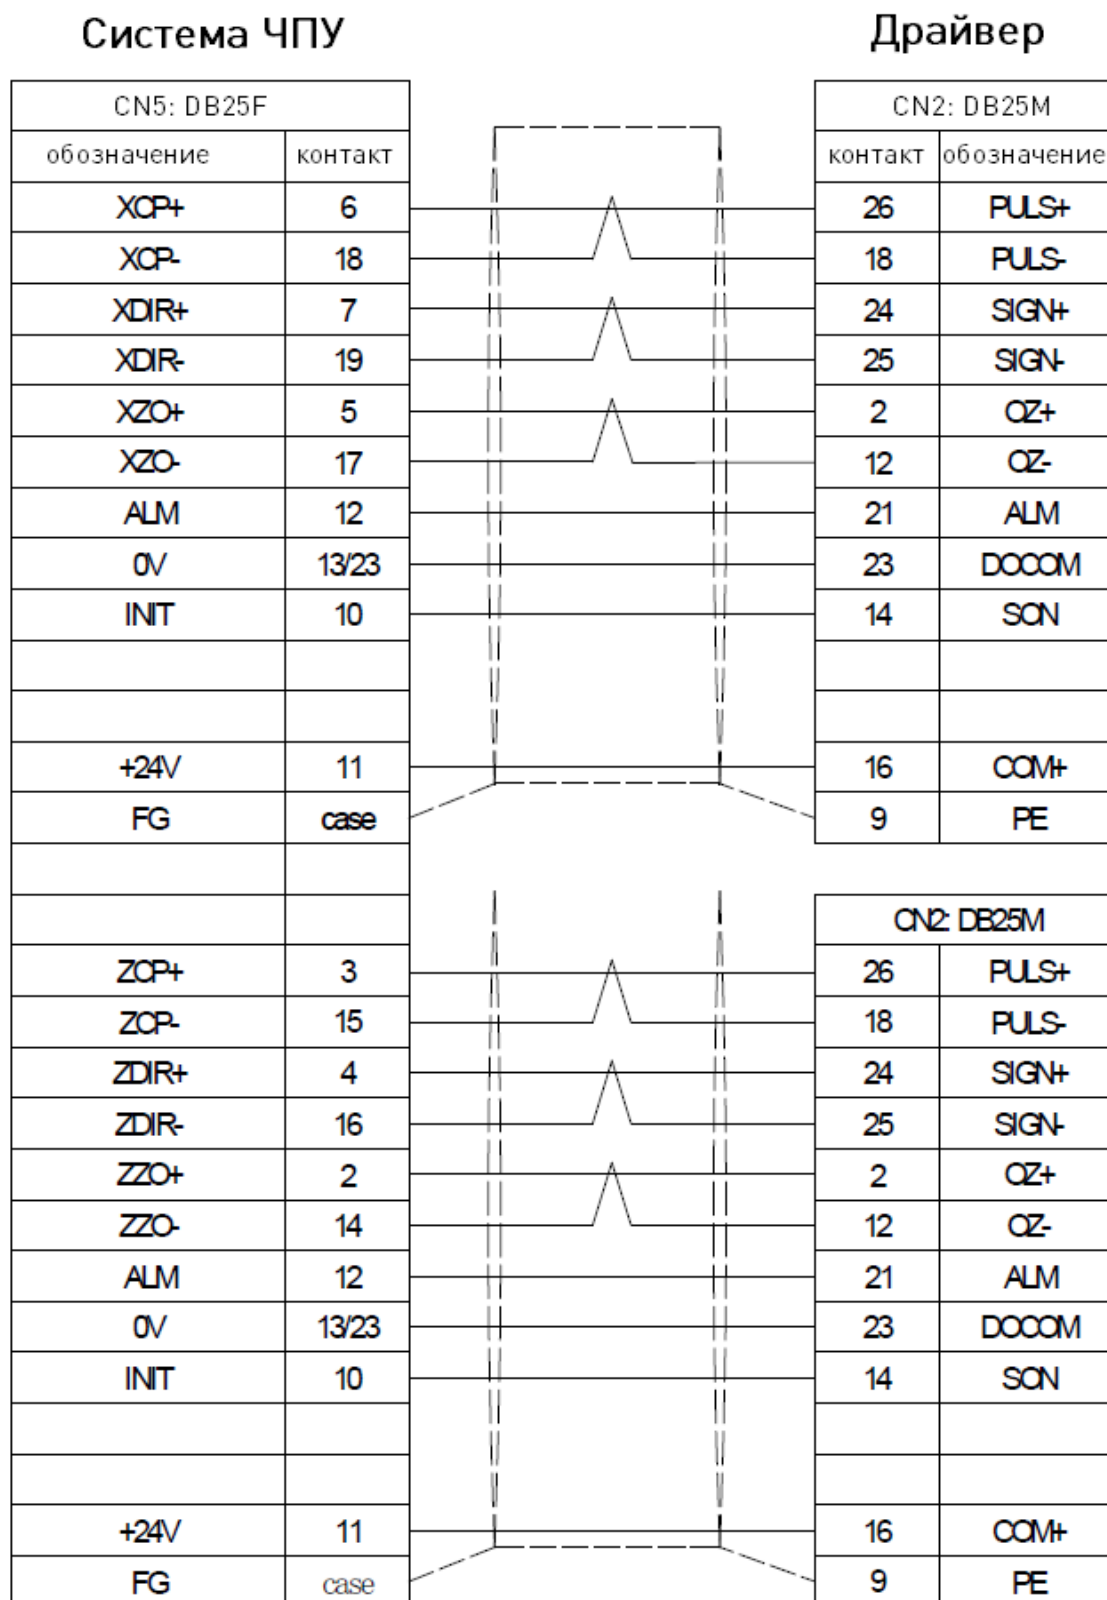 Система ЧПУ Драйвер
CN5: DB25F CN2: DB25M
обозначение контакт контакт обозначение
XCP+ 6 26 PULS+
XCP- 18 18 PULS-
XDIR+ 7 24 SIGN+
XDIR- 19 25 SIGN-
XZO+ 5 2 OZ+
XZO- 17 12 OZ-
ALM 12 21 ALM
0V 13/23 23 DOCOM
INIT 10 14 SON
+24V 11 16 COM+
FG case 9 PE
CN2: DB25M
ZCP+ 3 26 PULS+
ZCP- 15 18 PULS-
ZDIR+ 4 24 SIGN+
ZDIR- 16 25 SIGN-
ZZO+ 2 2 OZ+
ZZO- 14 12 OZ-
ALM 12 21 ALM
0V 13/23 23 DOCOM
INIT 10 14 SON
+24V 11 16 COM+
FG case 9 PE